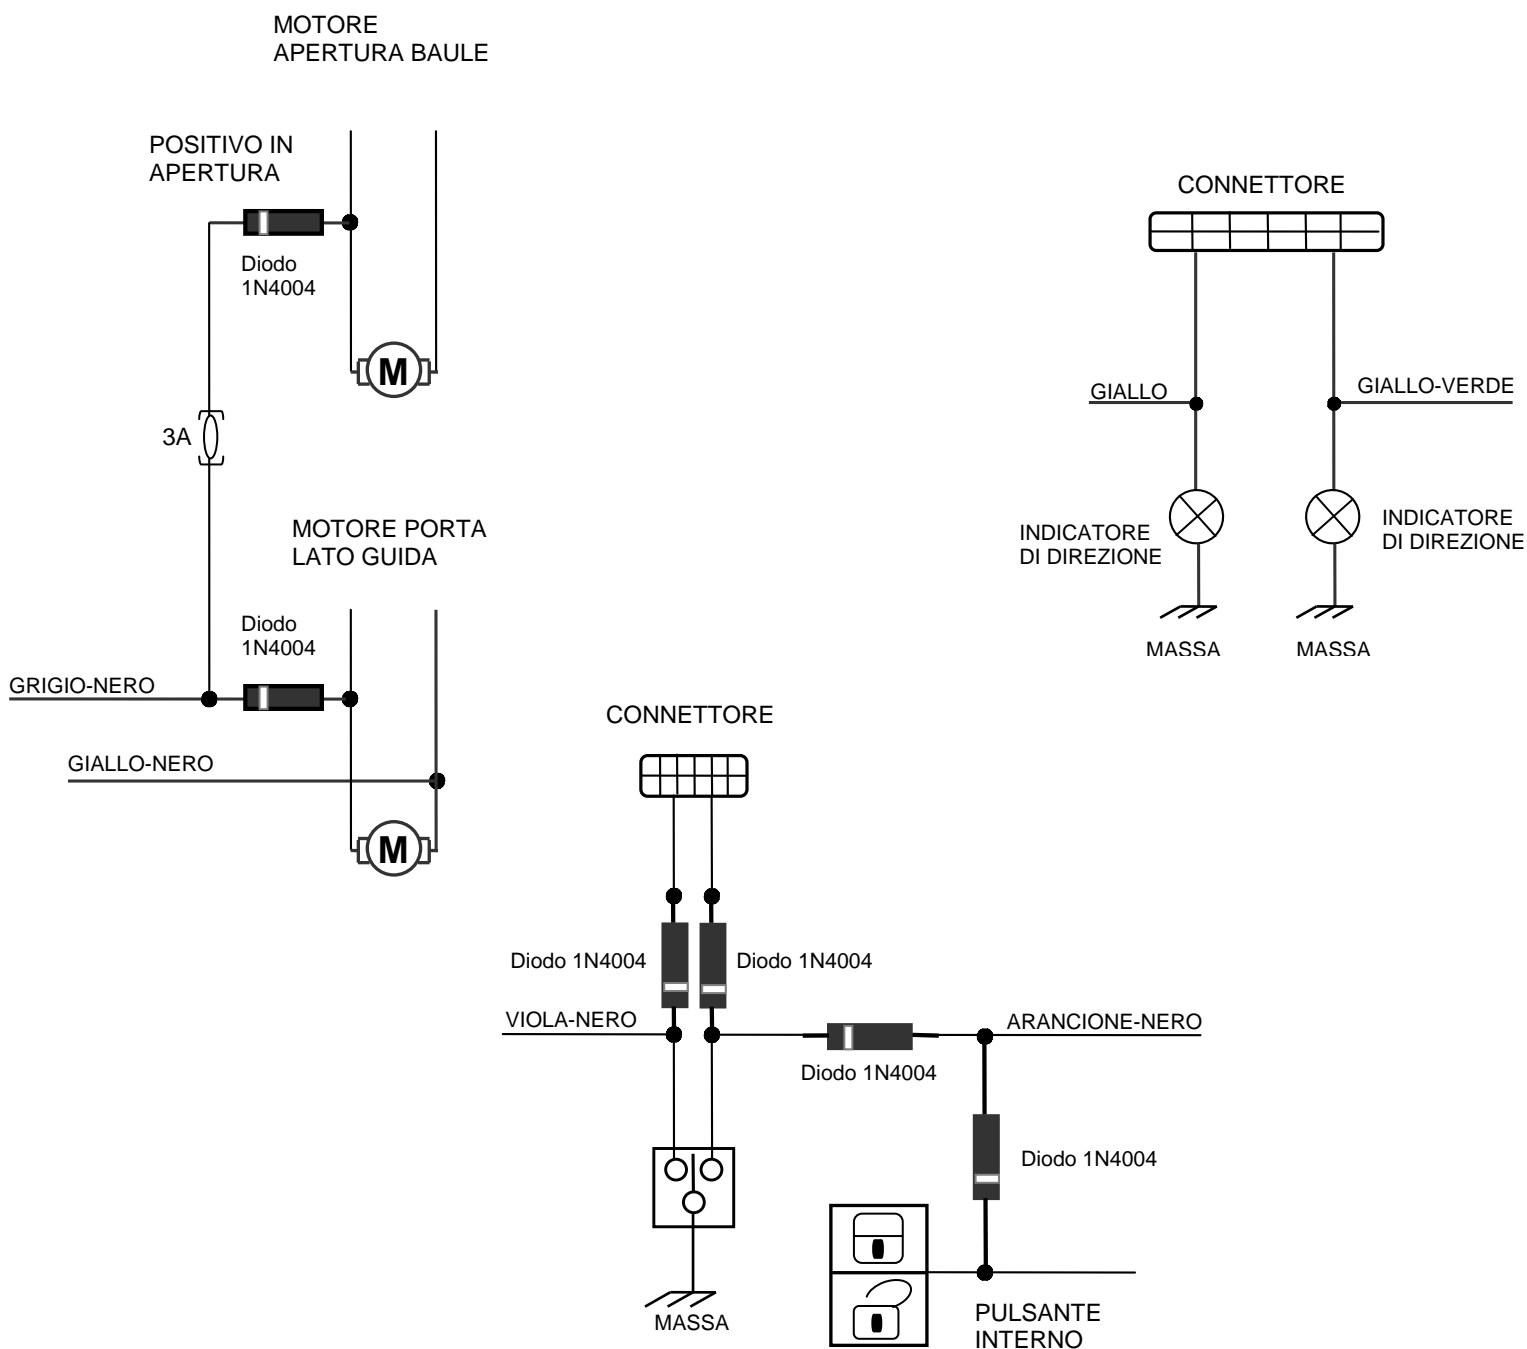 MOTORE
APERTURA BAULE
POSITIVO IN
APERTURA
Diodo
1N4004
M
3A
MOTORE PORTA
LATO GUIDA
Diodo
1N4004
GRIGIO-NERO
GIALLO-NERO
M
CONNETTORE
GIALLO
GIALLO-VERDE
INDICATORE
DI DIREZIONE
INDICATORE
DI DIREZIONE
MASSA
MASSA
CONNETTORE
Diodo 1N4004
Diodo 1N4004
VIOLA-NERO
ARANCIONE-NERO
Diodo 1N4004
Diodo 1N4004
MASSA
PULSANTE
INTERNO